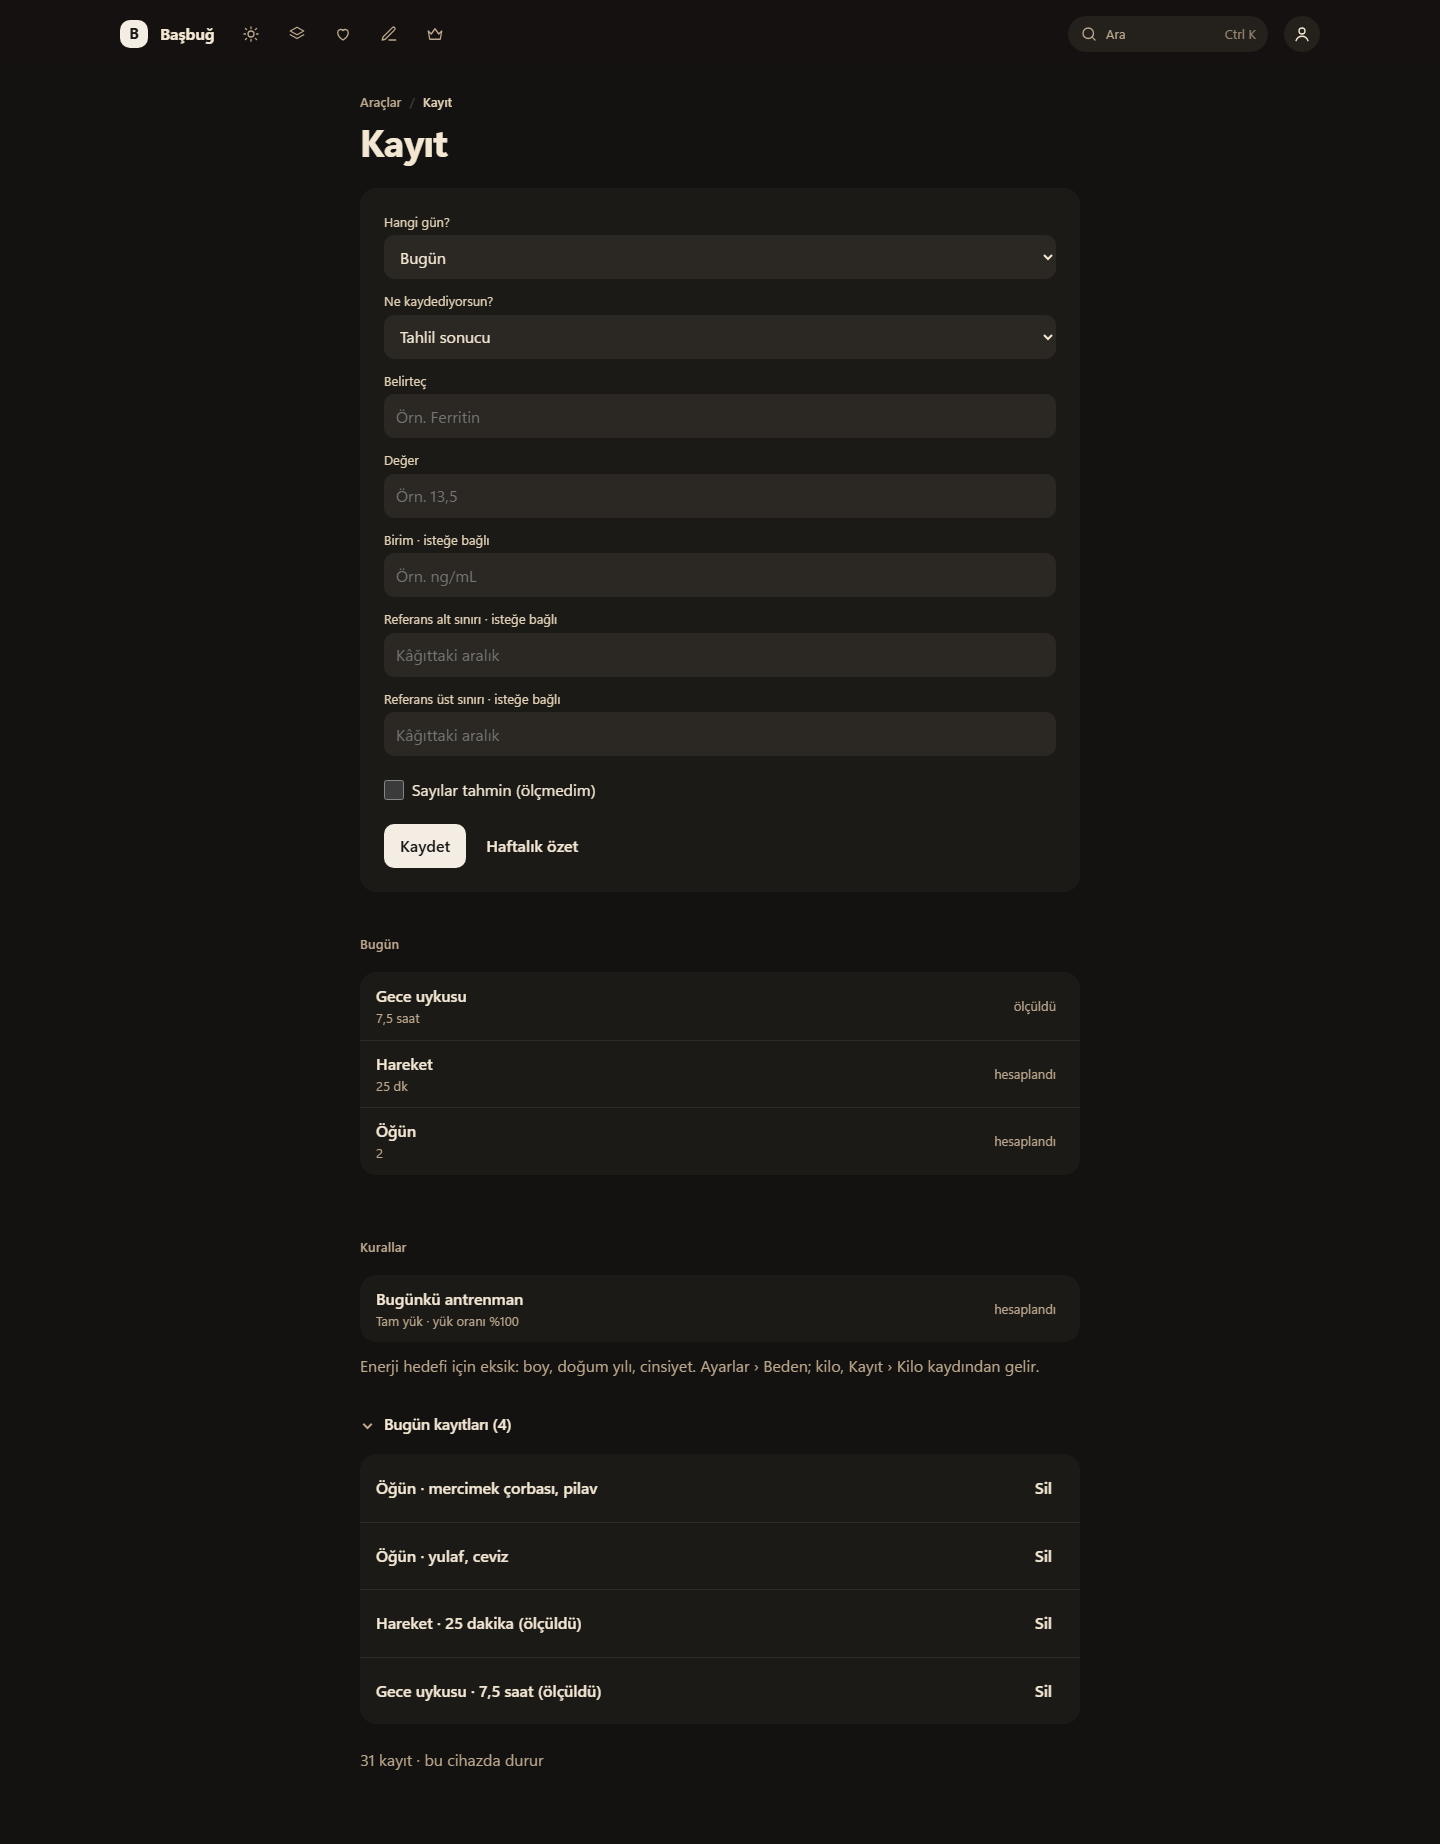 B Başbuğ
Ara Ctrl K
Araçlar / Kayıt
Kayıt
Hangi gün?
Bugün
Ne kaydediyorsun?
Tahlil sonucu
Belirteç
Örn. Ferritin
Değer
Örn. 13,5
Birim · isteğe bağlı
Örn. ng/mL
Referans alt sınırı · isteğe bağlı
Kâğıttaki aralık
Referans üst sınırı · isteğe bağlı
Kâğıttaki aralık
Sayılar tahmin (ölçmedim)
Kaydet Haftalık özet
Bugün
Gece uykusu
7,5 saat
ölçüldü
Hareket
25 dk
hesaplandı
Öğün
2
hesaplandı
Kurallar
Bugünkü antrenman
Tam yük · yük oranı %100
hesaplandı
Enerji hedefi için eksik: boy, doğum yılı, cinsiyet. Ayarlar › Beden; kilo, Kayıt › Kilo kaydından gelir.
Bugün kayıtları (4)
Öğün · mercimek çorbası, pilav Sil
Öğün · yulaf, ceviz Sil
Hareket · 25 dakika (ölçüldü) Sil
Gece uykusu · 7,5 saat (ölçüldü) Sil
31 kayıt · bu cihazda durur